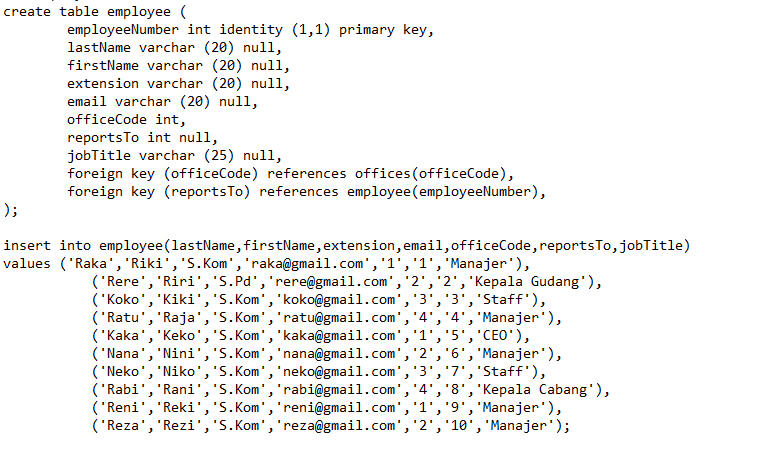 create table employee (
employeeNumber int identity (1,1) primary key,
lastName varchar (20) null,
firstName varchar (20) null,
extension varchar (20) null,
email varchar (20) null,
officeCode int,
reportsTo int null,
jobTitle varchar (25) null,
foreign key (officeCode) references offices(officeCode),
foreign key (reportsTo) references employee(employeeNumber),
);
insert into employee(lastName,firstName,extension,email,officeCode,reportsTo,jobTitle)
values ('Raka','Riki','S.Kom','raka@gmail.com','1','1','Manajer'),
('Rere','Riri','S.Pd','rere@gmail.com','2','2','Kepala Gudang'),
('Koko','Kiki','S.Kom','koko@gmail.com','3','3','Staff'),
('Ratu','Raja','S.Kom','ratu@gmail.com','4','4','Manajer'),
('Kaka','Keko','S.Kom','kaka@gmail.com','1','5','CEO'),
('Nana','Nini','S.Kom','nana@gmail.com','2','6','Manajer'),
('Neko','Niko','S.Kom','neko@gmail.com','3','7','Staff'),
('Rabi','Rani','S.Kom','rabi@gmail.com','4','8','Kepala Cabang'),
('Reni','Reki','S.Kom','reni@gmail.com','1','9','Manajer'),
('Reza','Rezi','S.Kom','reza@gmail.com','2','10','Manajer');